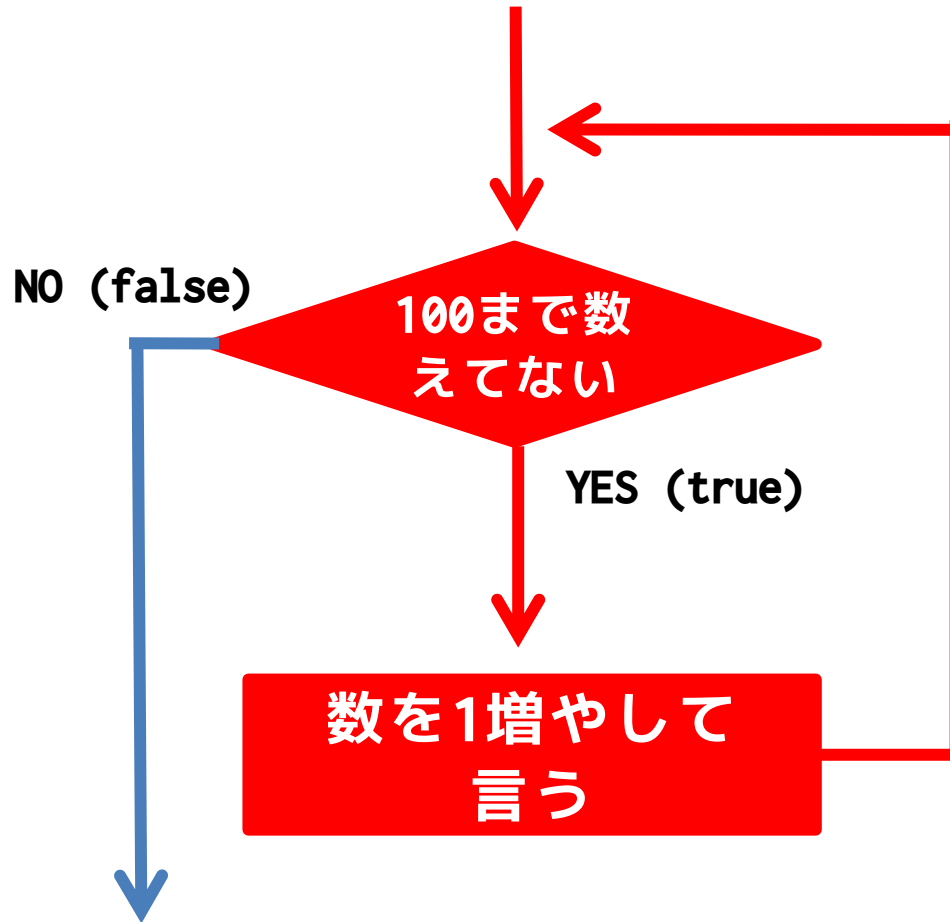 NO (false)
100まで数
えてない
YES (true)
数を1増やして
言う